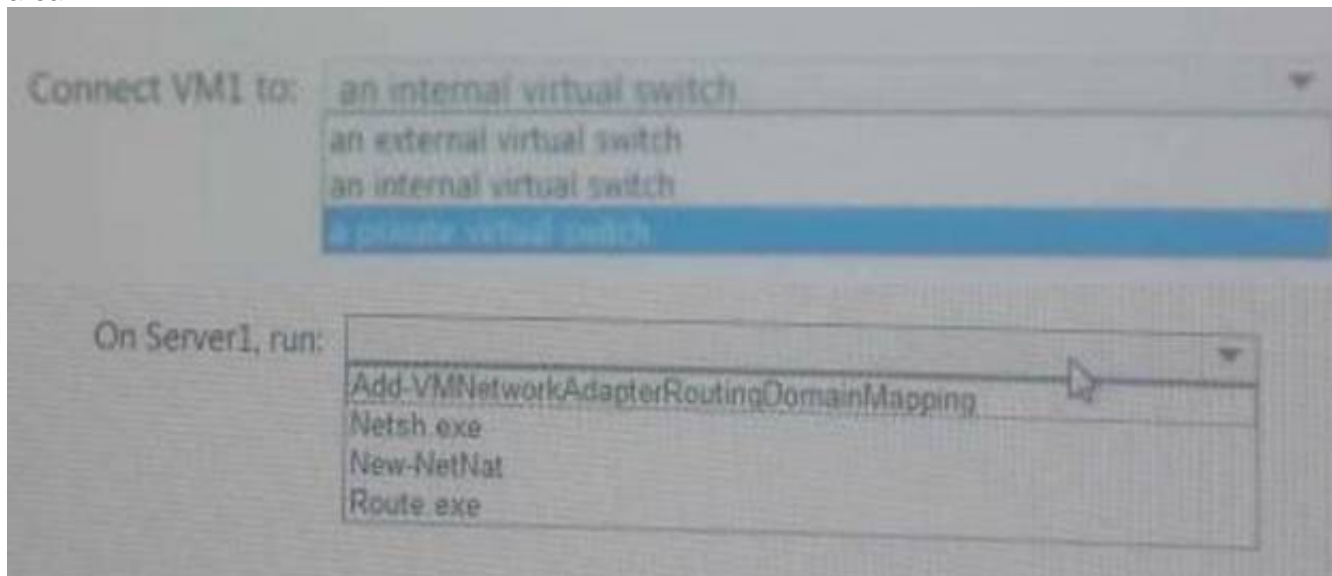 Connect VM1 to: an internal virtual switch
an external virtual switch
an internal virtual switch
a private virtual switch
On Server1, run:
Add-VMNetworkAdapterRoutingDomainMapping
Netsh.exe
New-NetNat
Route.exe